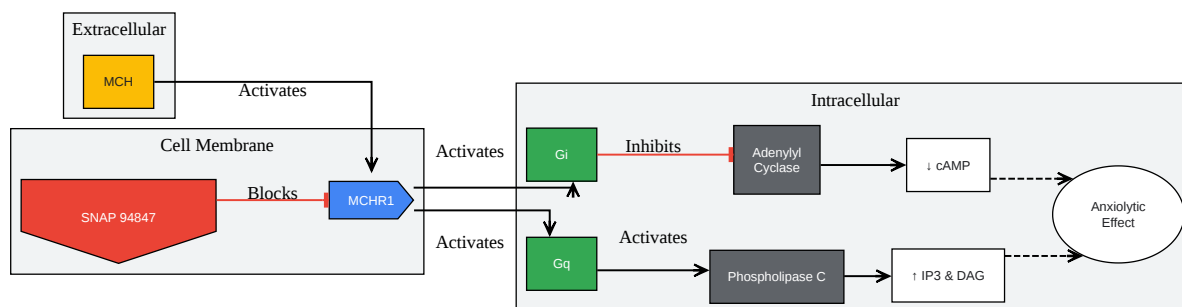 Extracellular
MCH
Activates
Cell Membrane
SNAP 94847
Blocks
MCHR1
Activates
Activates
Intracellular
Gi
Inhibits
Adenylyl
Cyclase
↓ cAMP
Gq
Activates
Phospholipase C
↑ IP3 & DAG
Anxiolytic
Effect